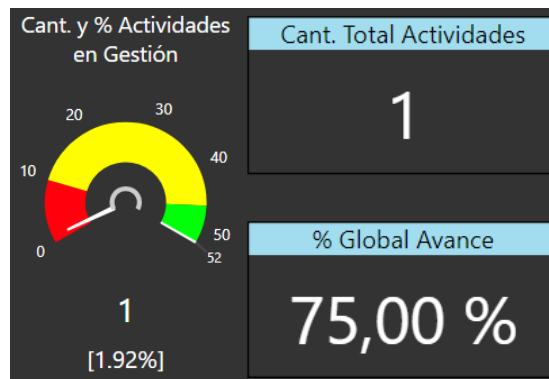 Cant. y % Actividades
en Gestión
0
10
20
30
40
50
52
1
[1.92%]
Cant. Total Actividades
1
% Global Avance
75,00 %